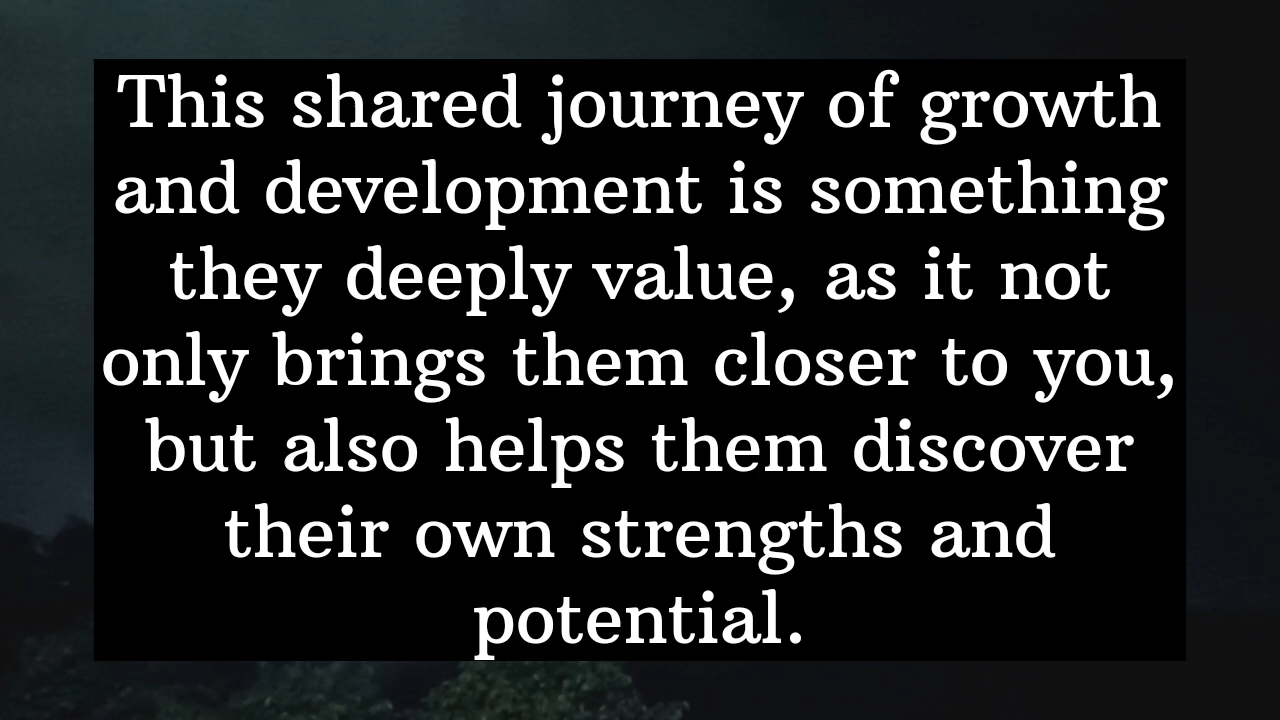 This shared journey of growth
and development is something
they deeply value, as it not
only brings them closer to you,
but also helps them discover
their own strengths and
potential.